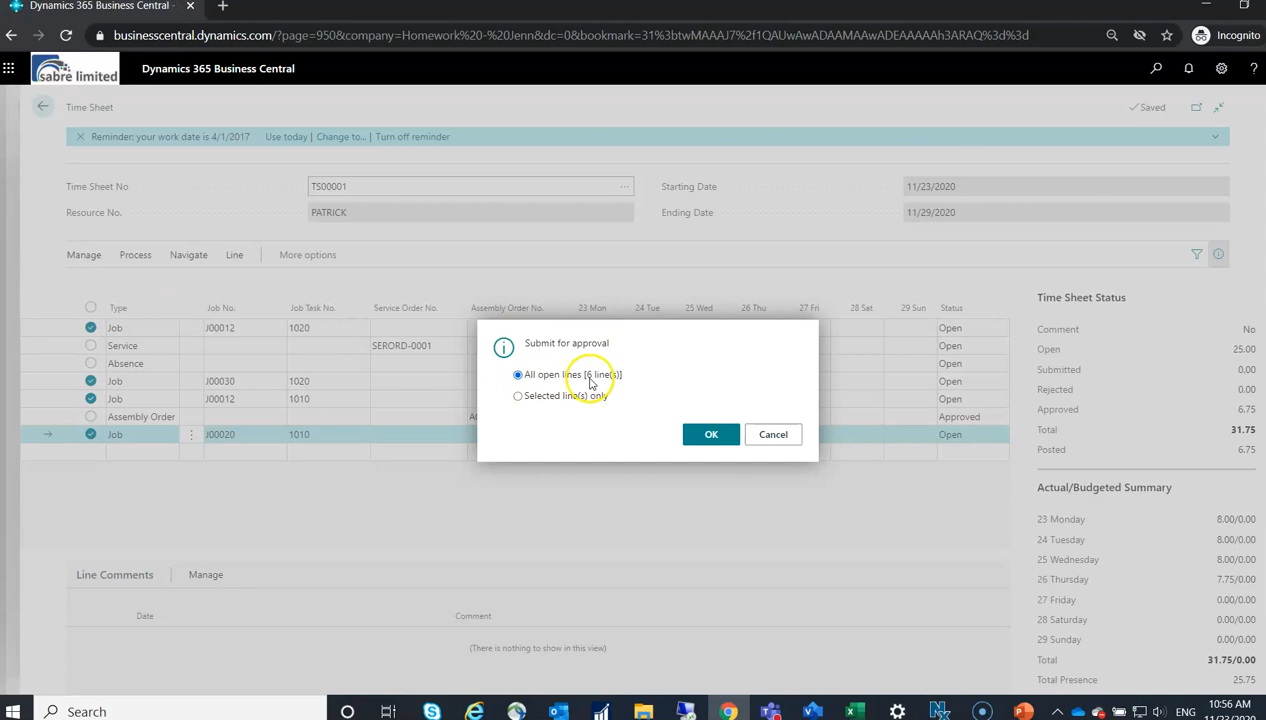 Dynamics 365 Business Central -
businesscentral.dynamics.com/?page=950&company=Homework%20-%20Jenn&dc=0&bookmark=31%3btwMAAAJ7%2f1QAUwAwADAAMAAwADEAAAAAh3ARAQ%3d%3d
Incognito
sabre limited
Dynamics 365 Business Central
?
Time Sheet
Saved
Reminder: your work date is 4/1/2017 Use today | Change to... | Turn off reminder
Time Sheet No TS00001 ... Starting Date 11/23/2020
Resource No. PATRICK Ending Date 11/29/2020
Manage Process Navigate Line More options
Type Job No. Job Task No. Service Order No. Assembly Order No. 23 Mon 24 Tue 25 Wed 26 Thu 27 Fri 28 Sat 29 Sun Status
Job J00012 1020 Open
Service SERORD-0001 Open
Absence Open
Job J00030 1020 Open
Job J00012 1010 Open
Assembly Order Approved
Job J00020 1010 Open
Submit for approval
All open lines [6 line(s)]
Selected line(s) only
OK Cancel
Time Sheet Status
Comment No
Open 25.00
Submitted 0.00
Rejected 0.00
Approved 6.75
Total 31.75
Posted 6.75
Actual/Budgeted Summary
23 Monday 8.00/0.00
24 Tuesday 8.00/0.00
25 Wednesday 8.00/0.00
26 Thursday 7.75/0.00
27 Friday 0.00/0.00
28 Saturday 0.00/0.00
29 Sunday 0.00/0.00
Total 31.75/0.00
Total Presence 25.75
Line Comments Manage
Date Comment
(There is nothing to show in this view)
Search
ENG
10:56 AM
11/23/2020